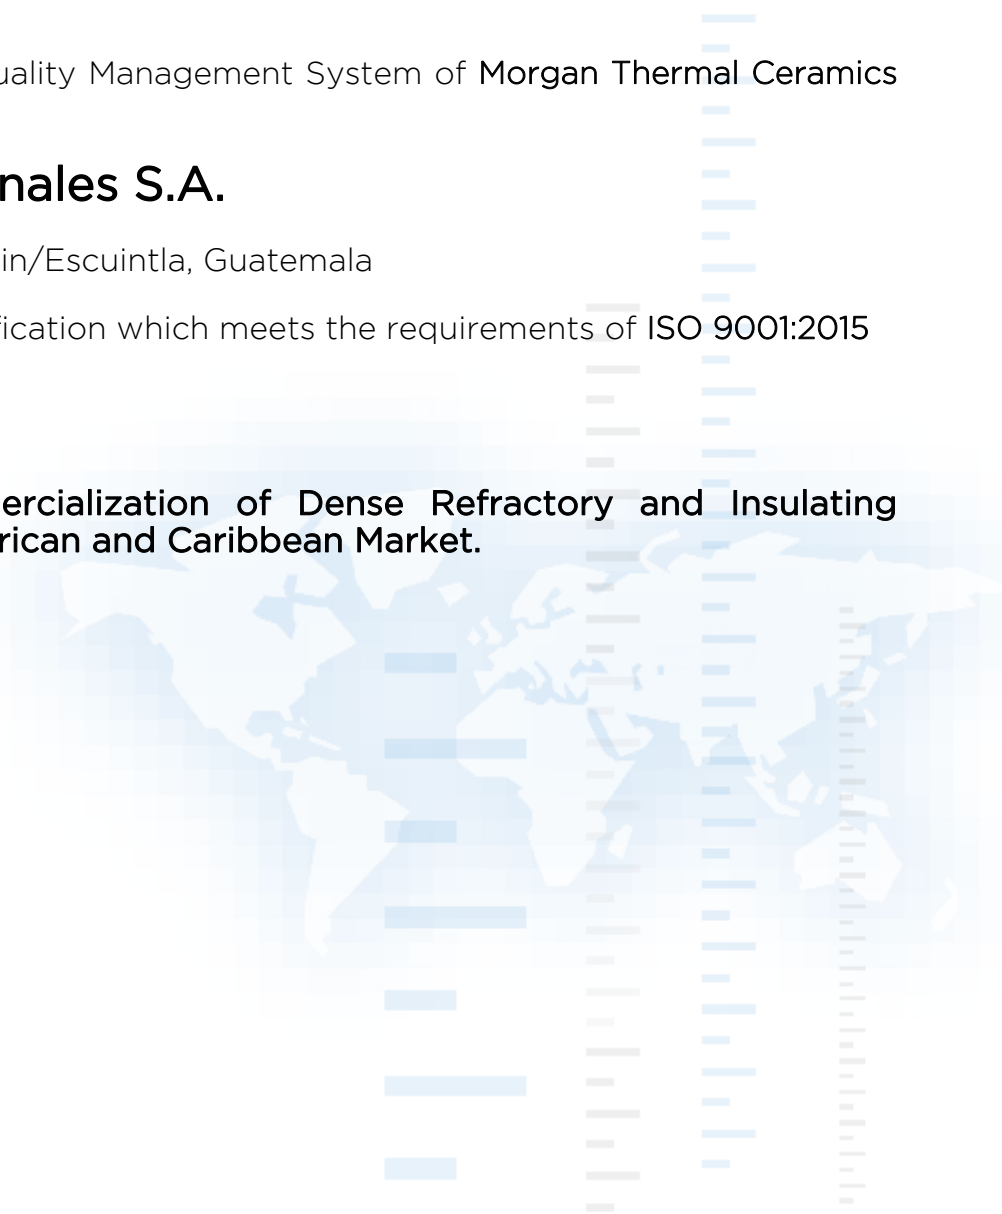 uality Management System of Morgan Thermal Ceramics
nales S.A.
in/Escuintla, Guatemala
fication which meets the requirements of ISO 9001:2015
ercialization of Dense Refractory and Insulating
rican and Caribbean Market.